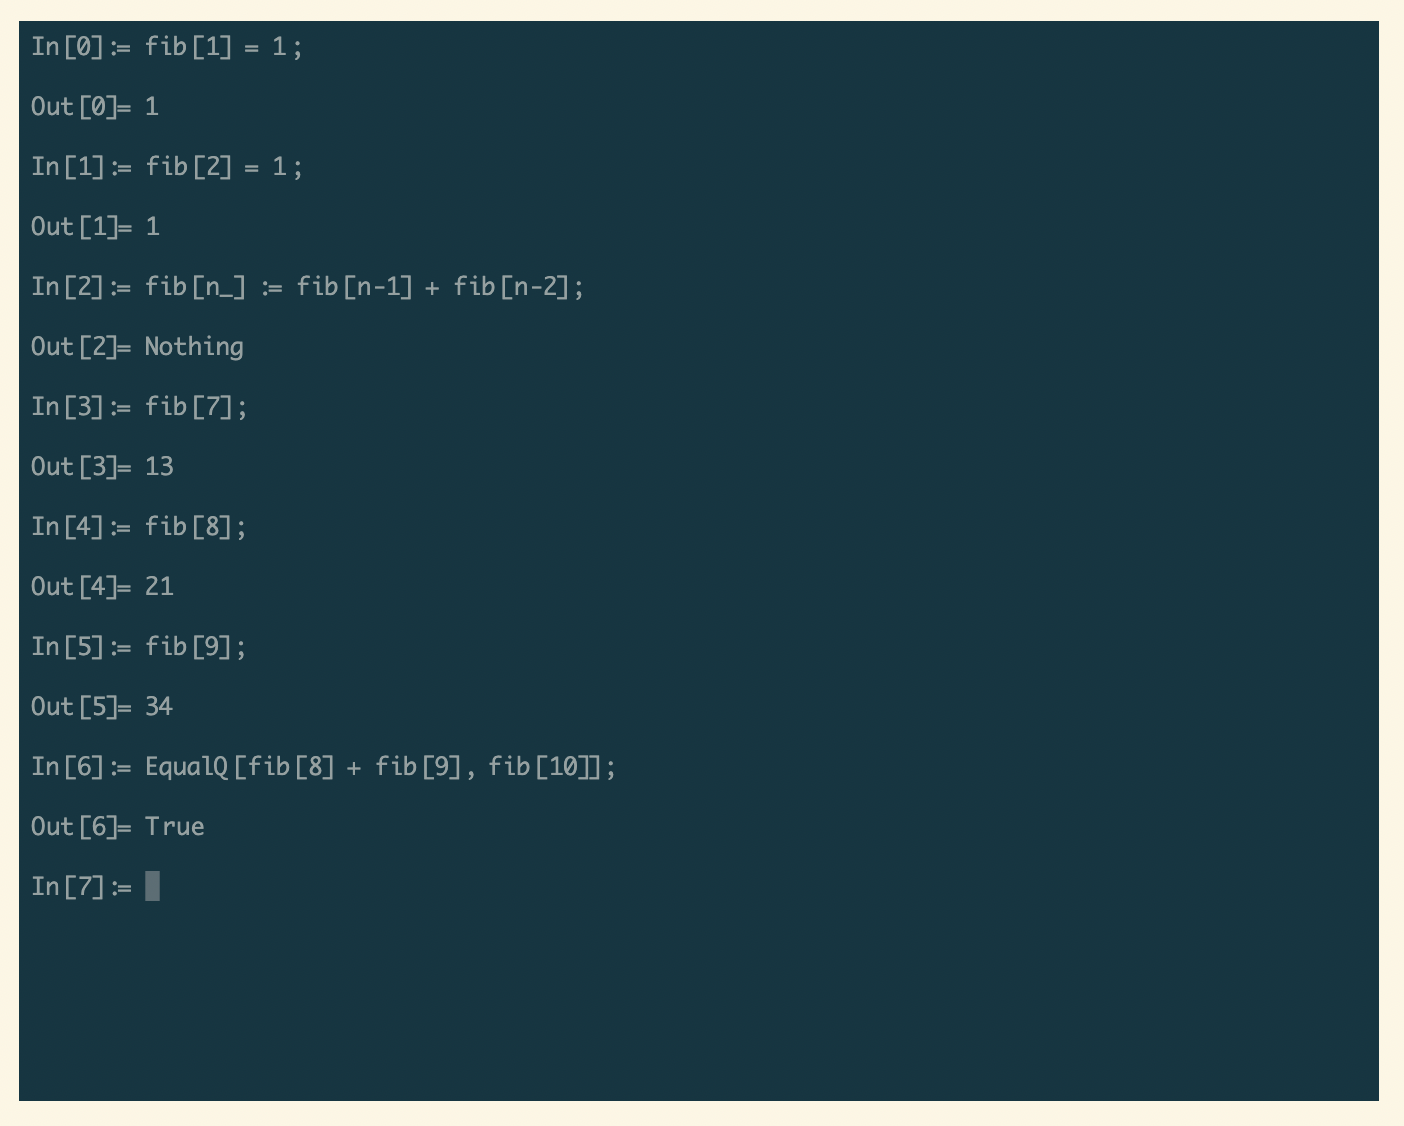 In[0]:= fib[1] = 1;
Out[0]= 1
In[1]:= fib[2] = 1;
Out[1]= 1
In[2]:= fib[n_] := fib[n-1] + fib[n-2];
Out[2]= Nothing
In[3]:= fib[7];
Out[3]= 13
In[4]:= fib[8];
Out[4]= 21
In[5]:= fib[9];
Out[5]= 34
In[6]:= EqualQ[fib[8] + fib[9], fib[10]];
Out[6]= True
In[7]:=